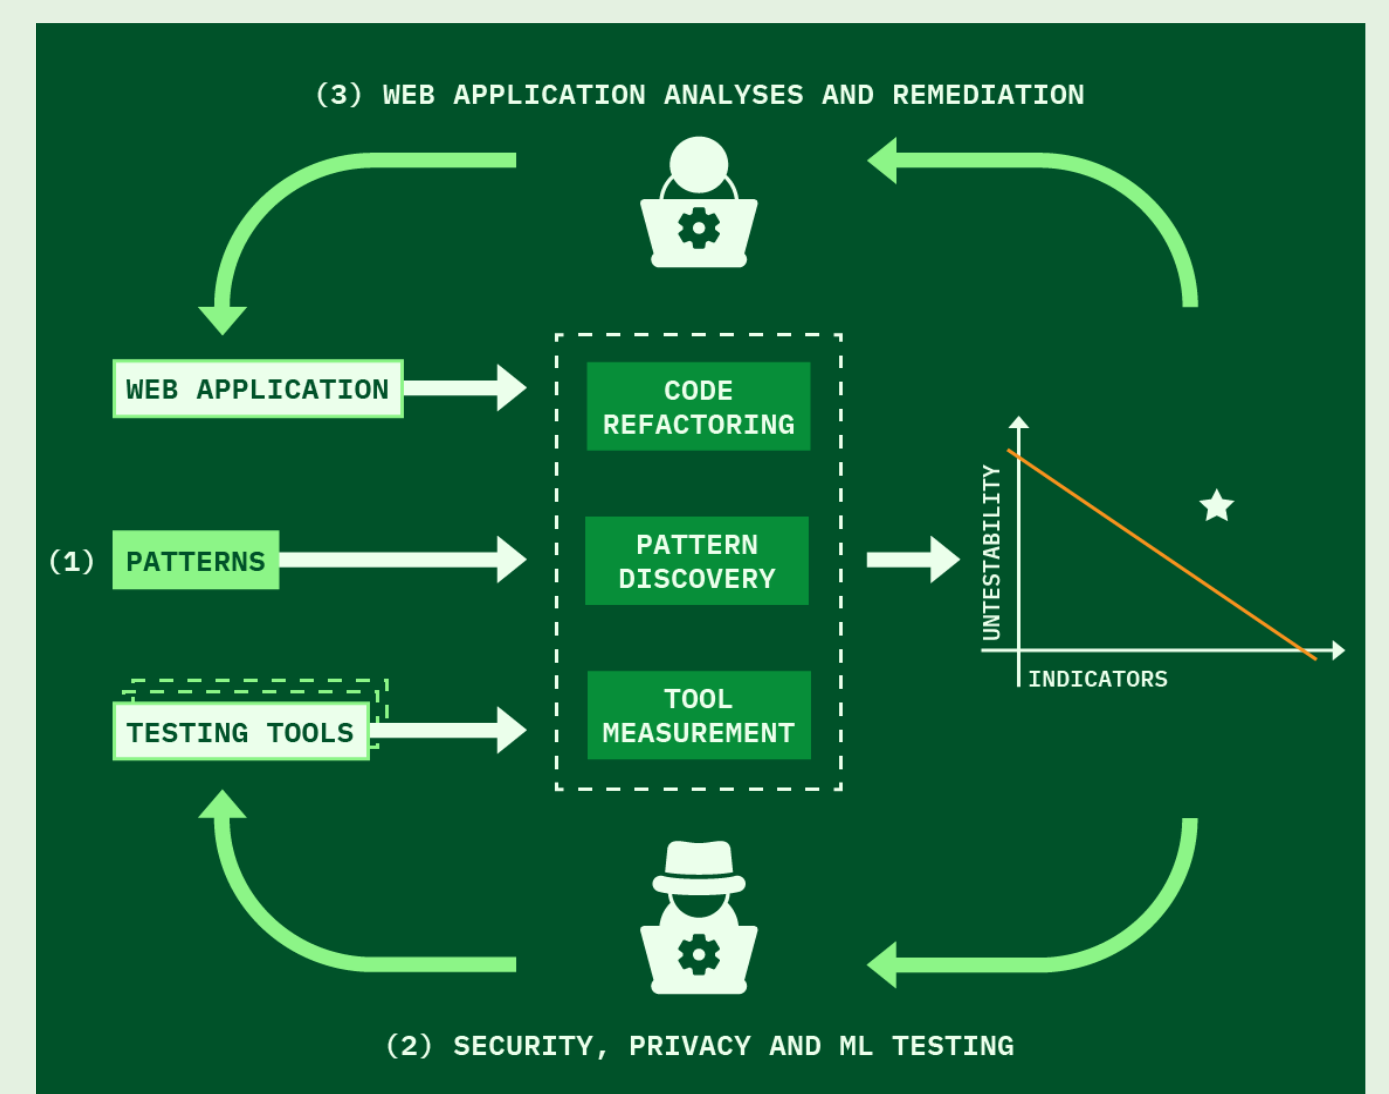 (3) WEB APPLICATION ANALYSES AND REMEDIATION
WEB APPLICATION
CODE
REFACTORING
(1)
PATTERNS
PATTERN
DISCOVERY
TESTING TOOLS
TOOL
MEASUREMENT
UNTESTABILITY
INDICATORS
(2) SECURITY, PRIVACY AND ML TESTING